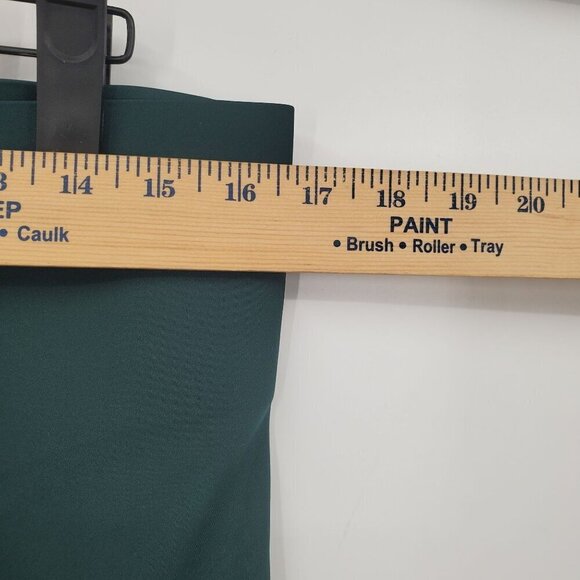 3 14 15 16 17 18 19 20
EP PAiNT
• Caulk • Brush • Roller • Tray